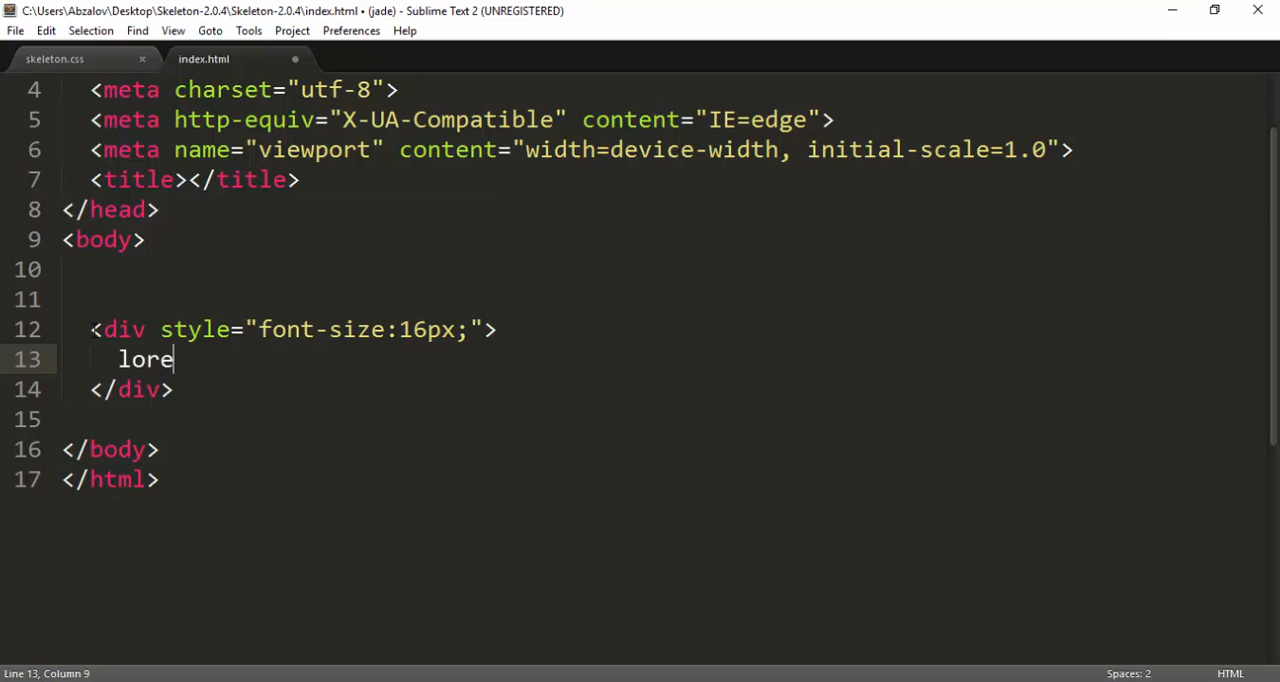 C:\Users\Abzalov\Desktop\Skeleton-2.0.4\Skeleton-2.0.4\index.html • (jade) - Sublime Text 2 (UNREGISTERED)
File Edit Selection Find View Goto Tools Project Preferences Help
skeleton.css × index.html
4 <meta charset="utf-8">
5 <meta http-equiv="X-UA-Compatible" content="IE=edge">
6 <meta name="viewport" content="width=device-width, initial-scale=1.0">
7 <title></title>
8 </head>
9 <body>
10
11
12 <div style="font-size:16px;">
13 lore
14 </div>
15
16 </body>
17 </html>
Line 13, Column 9 Spaces: 2 HTML